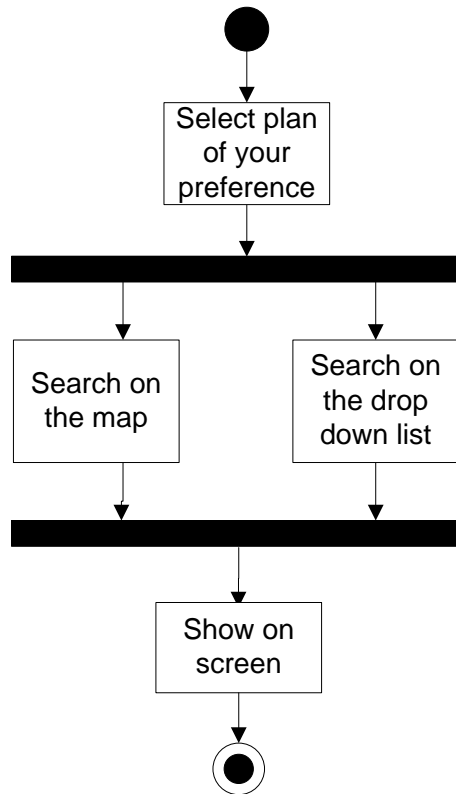 Select plan
of your
preference
Search on
the map
Search on
the drop
down list
Show on
screen